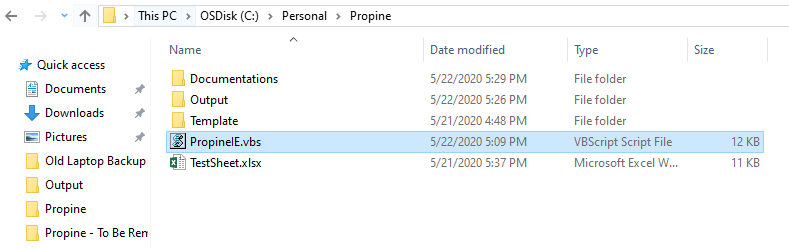 This PC > OSDisk (C:) > Personal > Propine
Name Date modified Type Size
Quick access
Documents
Downloads
Pictures
Old Laptop Backup
Output
Propine
Propine - To Be Rem
Documentations 5/22/2020 5:29 PM File folder
Output 5/22/2020 5:26 PM File folder
Template 5/21/2020 4:48 PM File folder
PropineIE.vbs 5/22/2020 5:09 PM VBScript Script File 12 KB
TestSheet.xlsx 5/21/2020 5:37 PM Microsoft Excel W... 11 KB